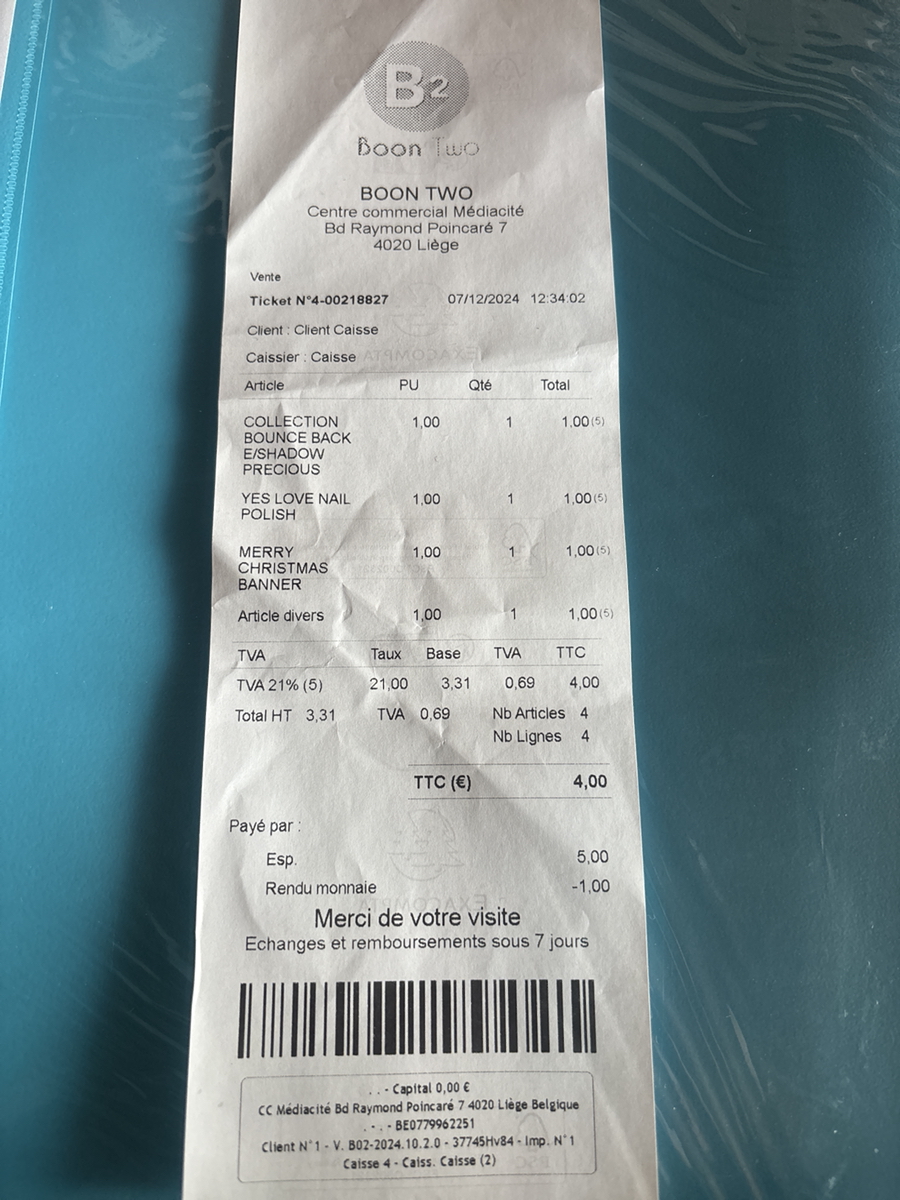 B2
Boon Two
BOON TWO
Centre commercial Médiacité
Bd Raymond Poincaré 7
4020 Liège
Vente
Ticket N°4-00218827 07/12/2024 12:34:02
Client : Client Caisse
Caissier : Caisse
Article PU Qté Total
COLLECTION 1,00 1 1,00(5)
BOUNCE BACK
E/SHADOW
PRECIOUS
YES LOVE NAIL 1,00 1 1,00(5)
POLISH
MERRY 1,00 1 1,00(5)
CHRISTMAS
BANNER
Article divers 1,00 1 1,00(5)
TVA Taux Base TVA TTC
TVA 21% (5) 21,00 3,31 0,69 4,00
Total HT 3,31 TVA 0,69 Nb Articles 4
Nb Lignes 4
TTC (€) 4,00
Payé par :
Esp. 5,00
Rendu monnaie -1,00
Merci de votre visite
Echanges et remboursements sous 7 jours
. . - Capital 0,00 €
CC Médiacité Bd Raymond Poincaré 7 4020 Liège Belgique
. - . - BE0779962251
Client N°1 - V. B02-2024.10.2.0 - 37745Hv84 - Imp. N°1
Caisse 4 - Caiss. Caisse (2)